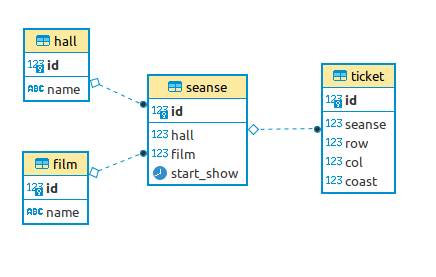 hall
123 id
ABC name
film
123 id
ABC name
seanse
123 id
123 hall
123 film
start_show
ticket
123 id
123 seanse
123 row
123 col
123 coast